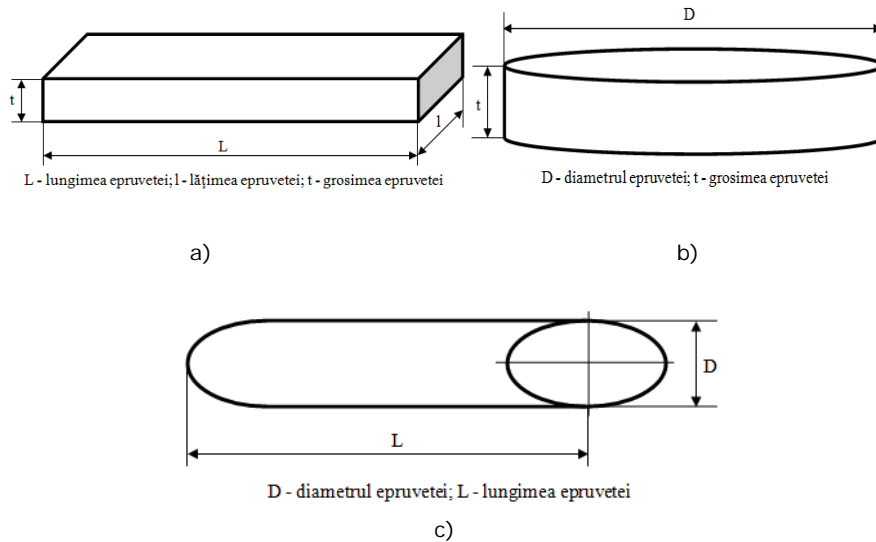 D
t
t
l
L
L - lungimea epruvetei; l - lățimea epruvetei; t - grosimea epruvetei
D - diametrul epruvetei; t - grosimea epruvetei
a)
b)
D
L
D - diametrul epruvetei; L - lungimea epruvetei
c)